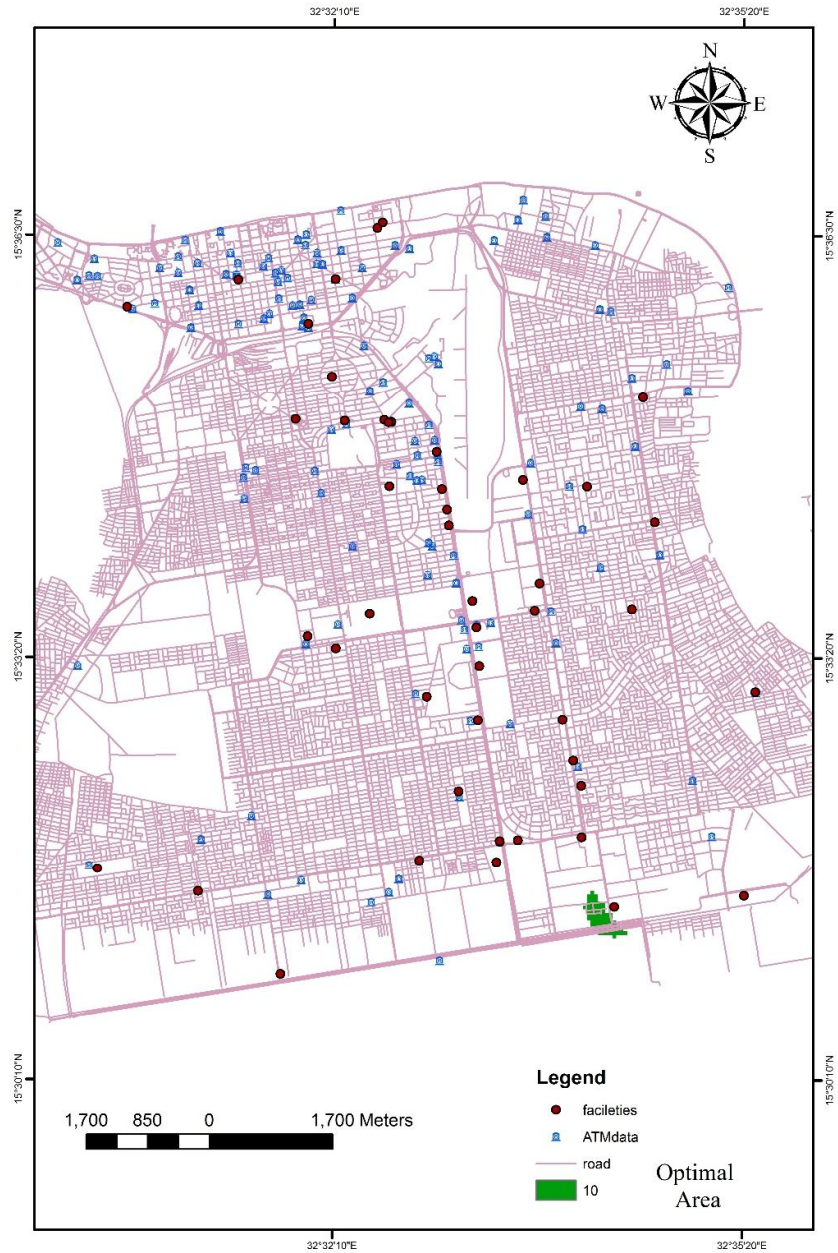 32°32'10"E 32°35'20"E
N
W E
S
15°36'30"N 15°36'30"N
15°33'20"N 15°33'20"N
15°30'10"N 15°30'10"N
Legend
facileties
ATMdata
road
10
Optimal
Area
1,700 850 0 1,700 Meters
32°32'10"E 32°35'20"E